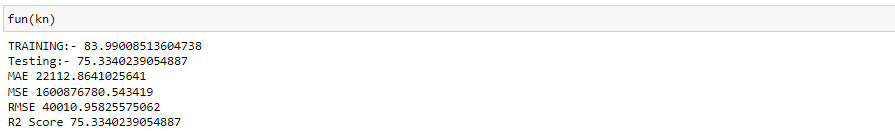 fun(kn)
TRAINING:- 83.99008513604738
Testing:- 75.3340239054887
MAE 22112.8641025641
MSE 1600876780.543419
RMSE 40010.95825575062
R2 Score 75.3340239054887